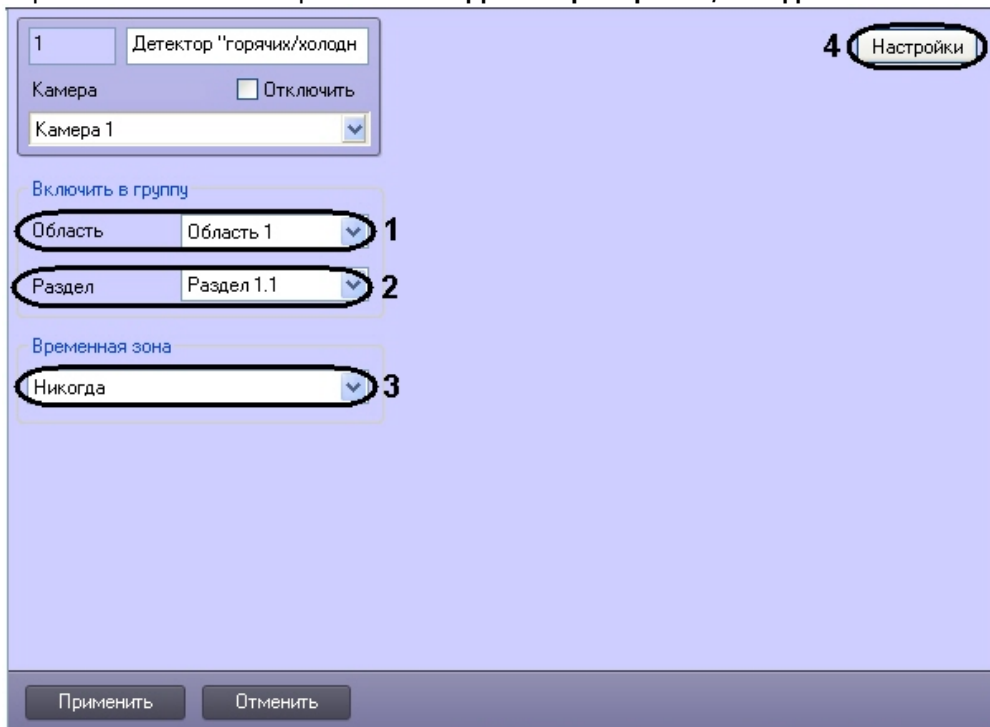 1 Детектор "горячих/холодн
4 Настройки
Камера Отключить
Камера 1
Включить в группу
Область Область 1 1
Раздел Раздел 1.1 2
Временная зона
Никогда 3
Применить Отменить